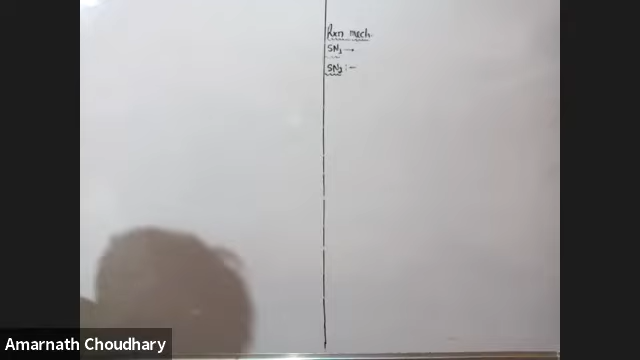 Rxn mech
SN₁ →
SN₂ :-
Amarnath Choudhary